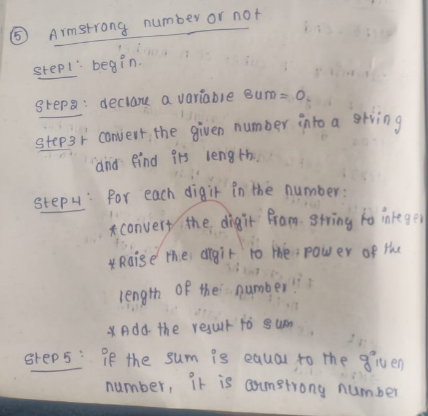 ⑤ Armstrong number or not
Step1: begin.
Step2: declare a variable sum = 0.
Step3: convert the given number into a string
and find its length.
Step4: for each digit in the number:
*convert the digit from string to integer
*Raise the digit to the power of the
length of the number
*Add the result to sum
Step5: if the sum is equal to the given
number, it is armstrong number